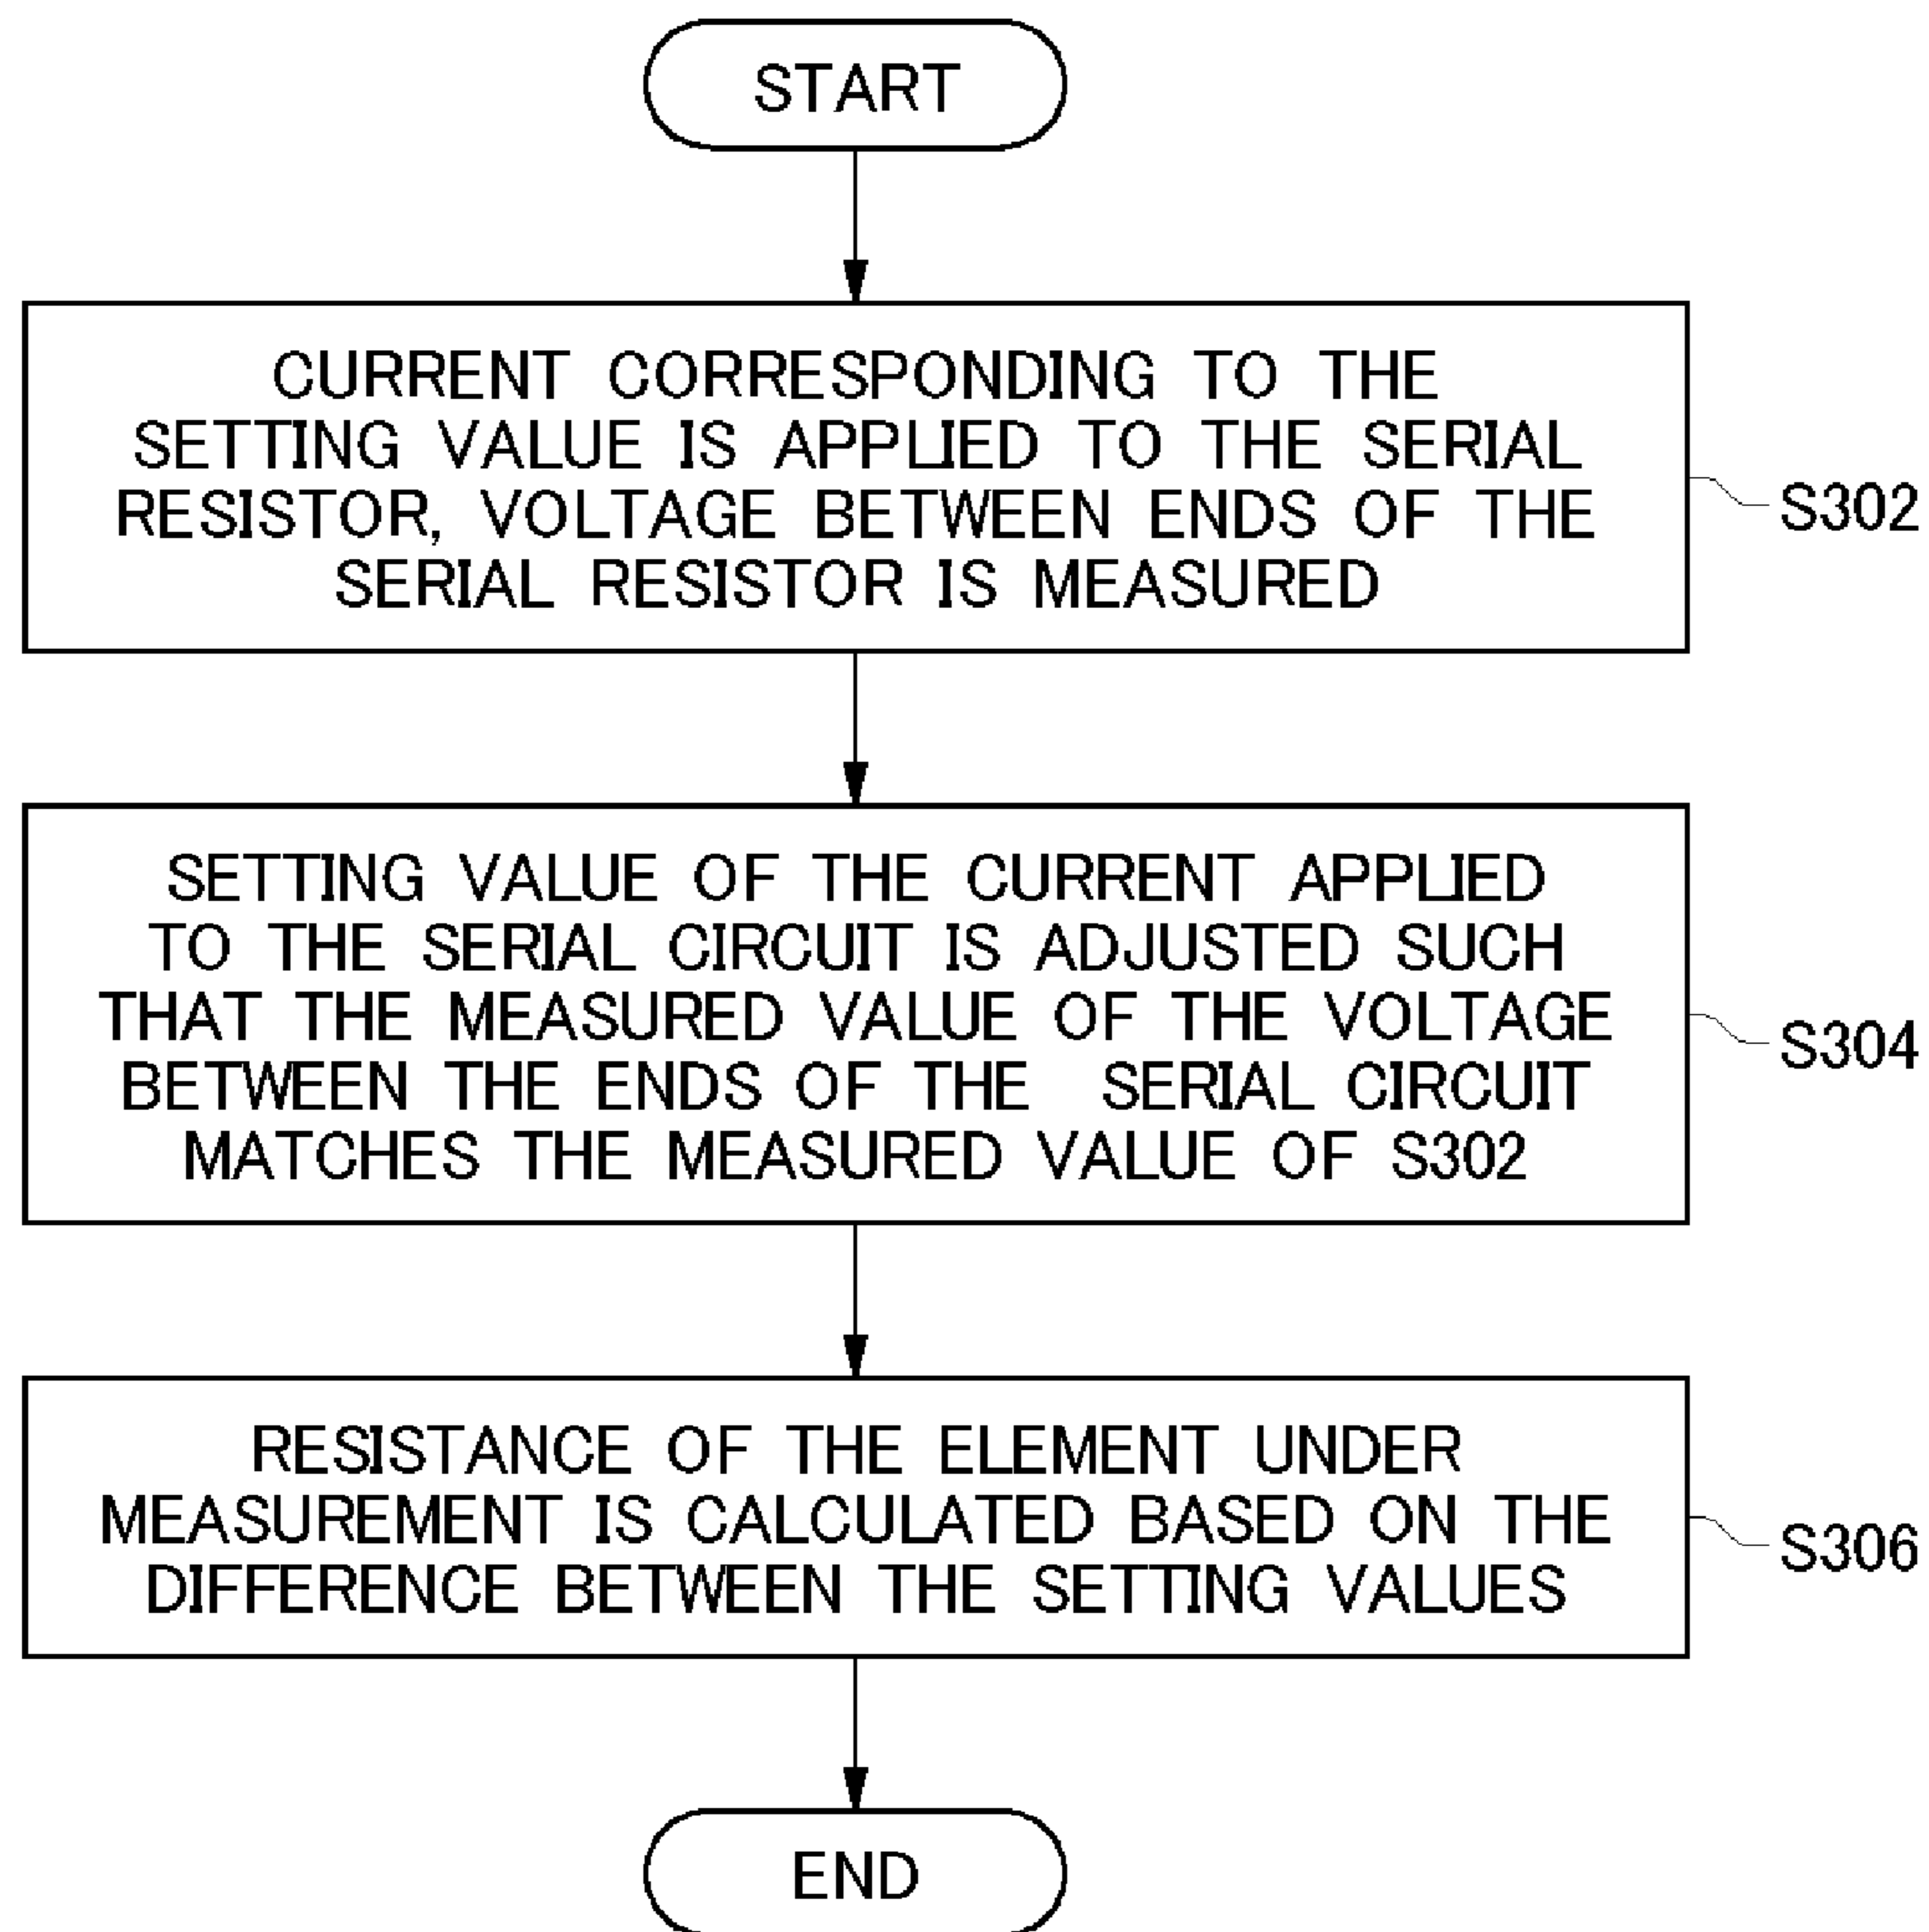 START
CURRENT CORRESPONDING TO THE
SETTING VALUE IS APPLIED TO THE SERIAL
RESISTOR, VOLTAGE BETWEEN ENDS OF THE
SERIAL RESISTOR IS MEASURED
S302
SETTING VALUE OF THE CURRENT APPLIED
TO THE SERIAL CIRCUIT IS ADJUSTED SUCH
THAT THE MEASURED VALUE OF THE VOLTAGE
BETWEEN THE ENDS OF THE SERIAL CIRCUIT
MATCHES THE MEASURED VALUE OF S302
S304
RESISTANCE OF THE ELEMENT UNDER
MEASUREMENT IS CALCULATED BASED ON THE
DIFFERENCE BETWEEN THE SETTING VALUES
S306
END